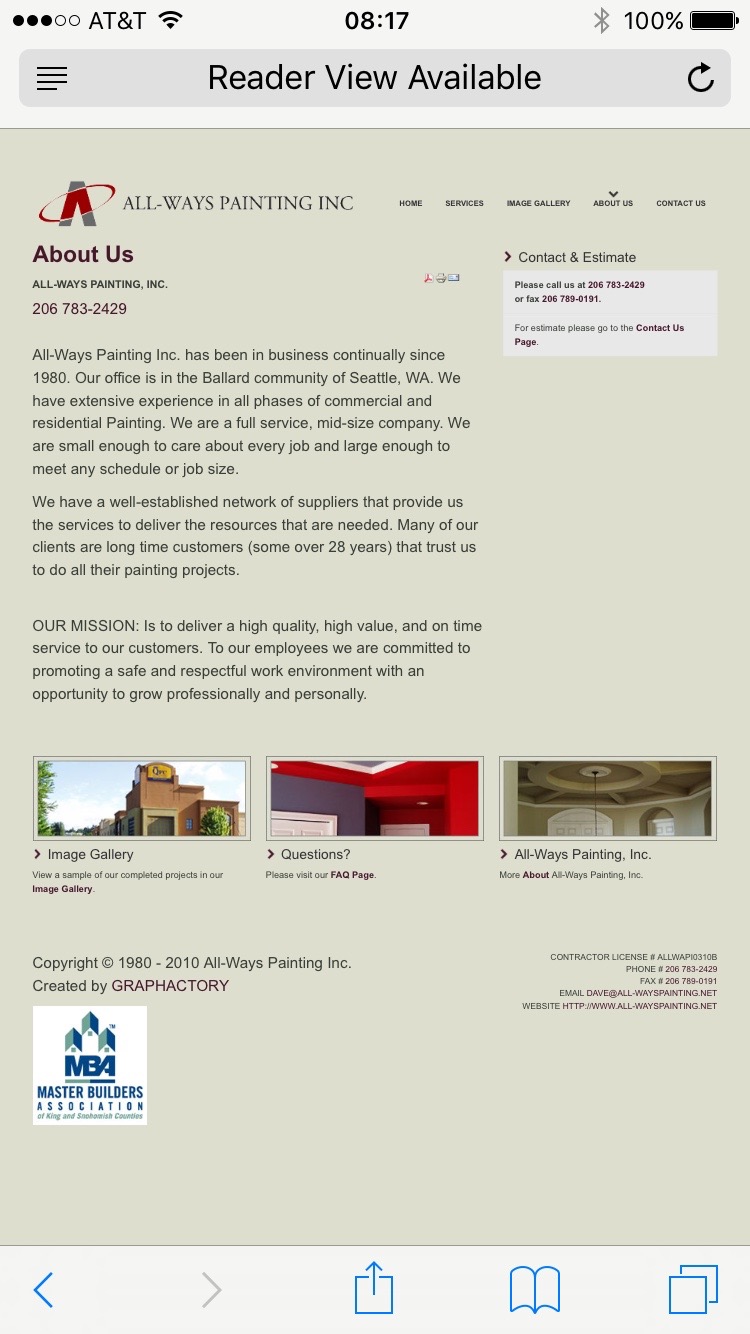 AT&T 08:17 100%
Reader View Available
ALL-WAYS PAINTING INC
HOME SERVICES IMAGE GALLERY ABOUT US CONTACT US
About Us
ALL-WAYS PAINTING, INC.
206 783-2429
All-Ways Painting Inc. has been in business continually since
1980. Our office is in the Ballard community of Seattle, WA. We
have extensive experience in all phases of commercial and
residential Painting. We are a full service, mid-size company. We
are small enough to care about every job and large enough to
meet any schedule or job size.
We have a well-established network of suppliers that provide us
the services to deliver the resources that are needed. Many of our
clients are long time customers (some over 28 years) that trust us
to do all their painting projects.
OUR MISSION: Is to deliver a high quality, high value, and on time
service to our customers. To our employees we are committed to
promoting a safe and respectful work environment with an
opportunity to grow professionally and personally.
Contact & Estimate
Please call us at 206 783-2429
or fax 206 789-0191.
For estimate please go to the Contact Us
Page.
QFC
Image Gallery
View a sample of our completed projects in our
Image Gallery.
Questions?
Please visit our FAQ Page.
All-Ways Painting, Inc.
More About All-Ways Painting, Inc.
Copyright © 1980 - 2010 All-Ways Painting Inc.
Created by GRAPHACTORY
CONTRACTOR LICENSE # ALLWAPI0310B
PHONE # 206 783-2429
FAX # 206 789-0191
EMAIL DAVE@ALL-WAYSPAINTING.NET
WEBSITE HTTP://WWW.ALL-WAYSPAINTING.NET
TM
MBA
MASTER BUILDERS
ASSOCIATION
of King and Snohomish Counties